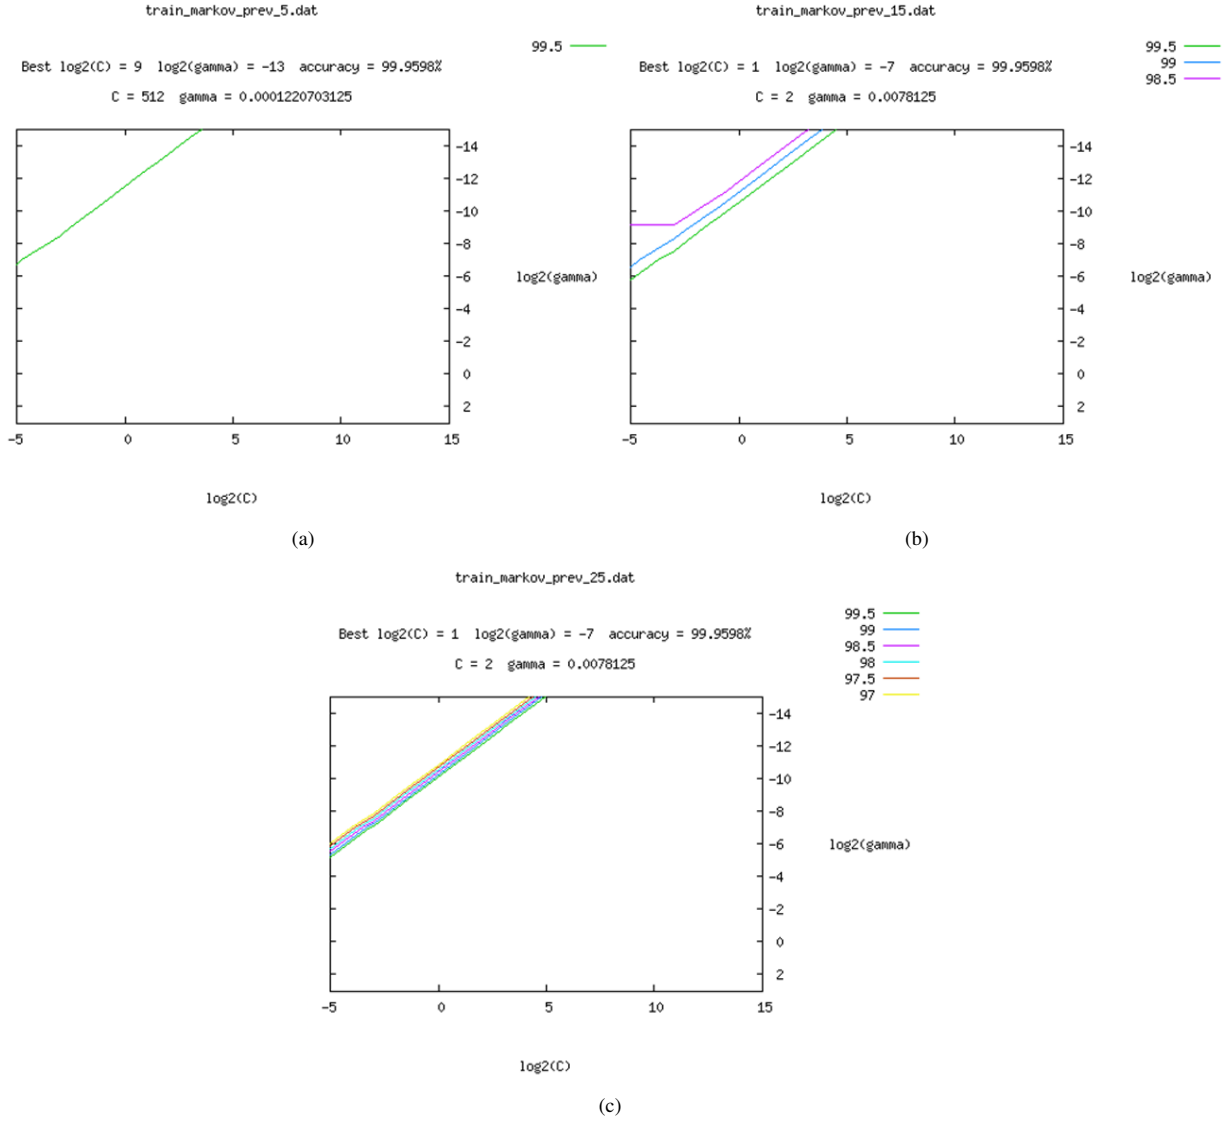 train_markov_prev_5.dat
99.5
Best log2(C) = 9  log2(gamma) = -13  accuracy = 99.9598%
C = 512  gamma = 0.0001220703125
-14
-12
-10
-8
-6
-4
-2
0
2
log2(gamma)
-5 0 5 10 15
log2(C)
(a)
train_markov_prev_15.dat
99.5
99
98.5
Best log2(C) = 1  log2(gamma) = -7  accuracy = 99.9598%
C = 2  gamma = 0.0078125
-14
-12
-10
-8
-6
-4
-2
0
2
log2(gamma)
-5 0 5 10 15
log2(C)
(b)
train_markov_prev_25.dat
99.5
99
98.5
98
97.5
97
Best log2(C) = 1  log2(gamma) = -7  accuracy = 99.9598%
C = 2  gamma = 0.0078125
-14
-12
-10
-8
-6
-4
-2
0
2
log2(gamma)
-5 0 5 10 15
log2(C)
(c)